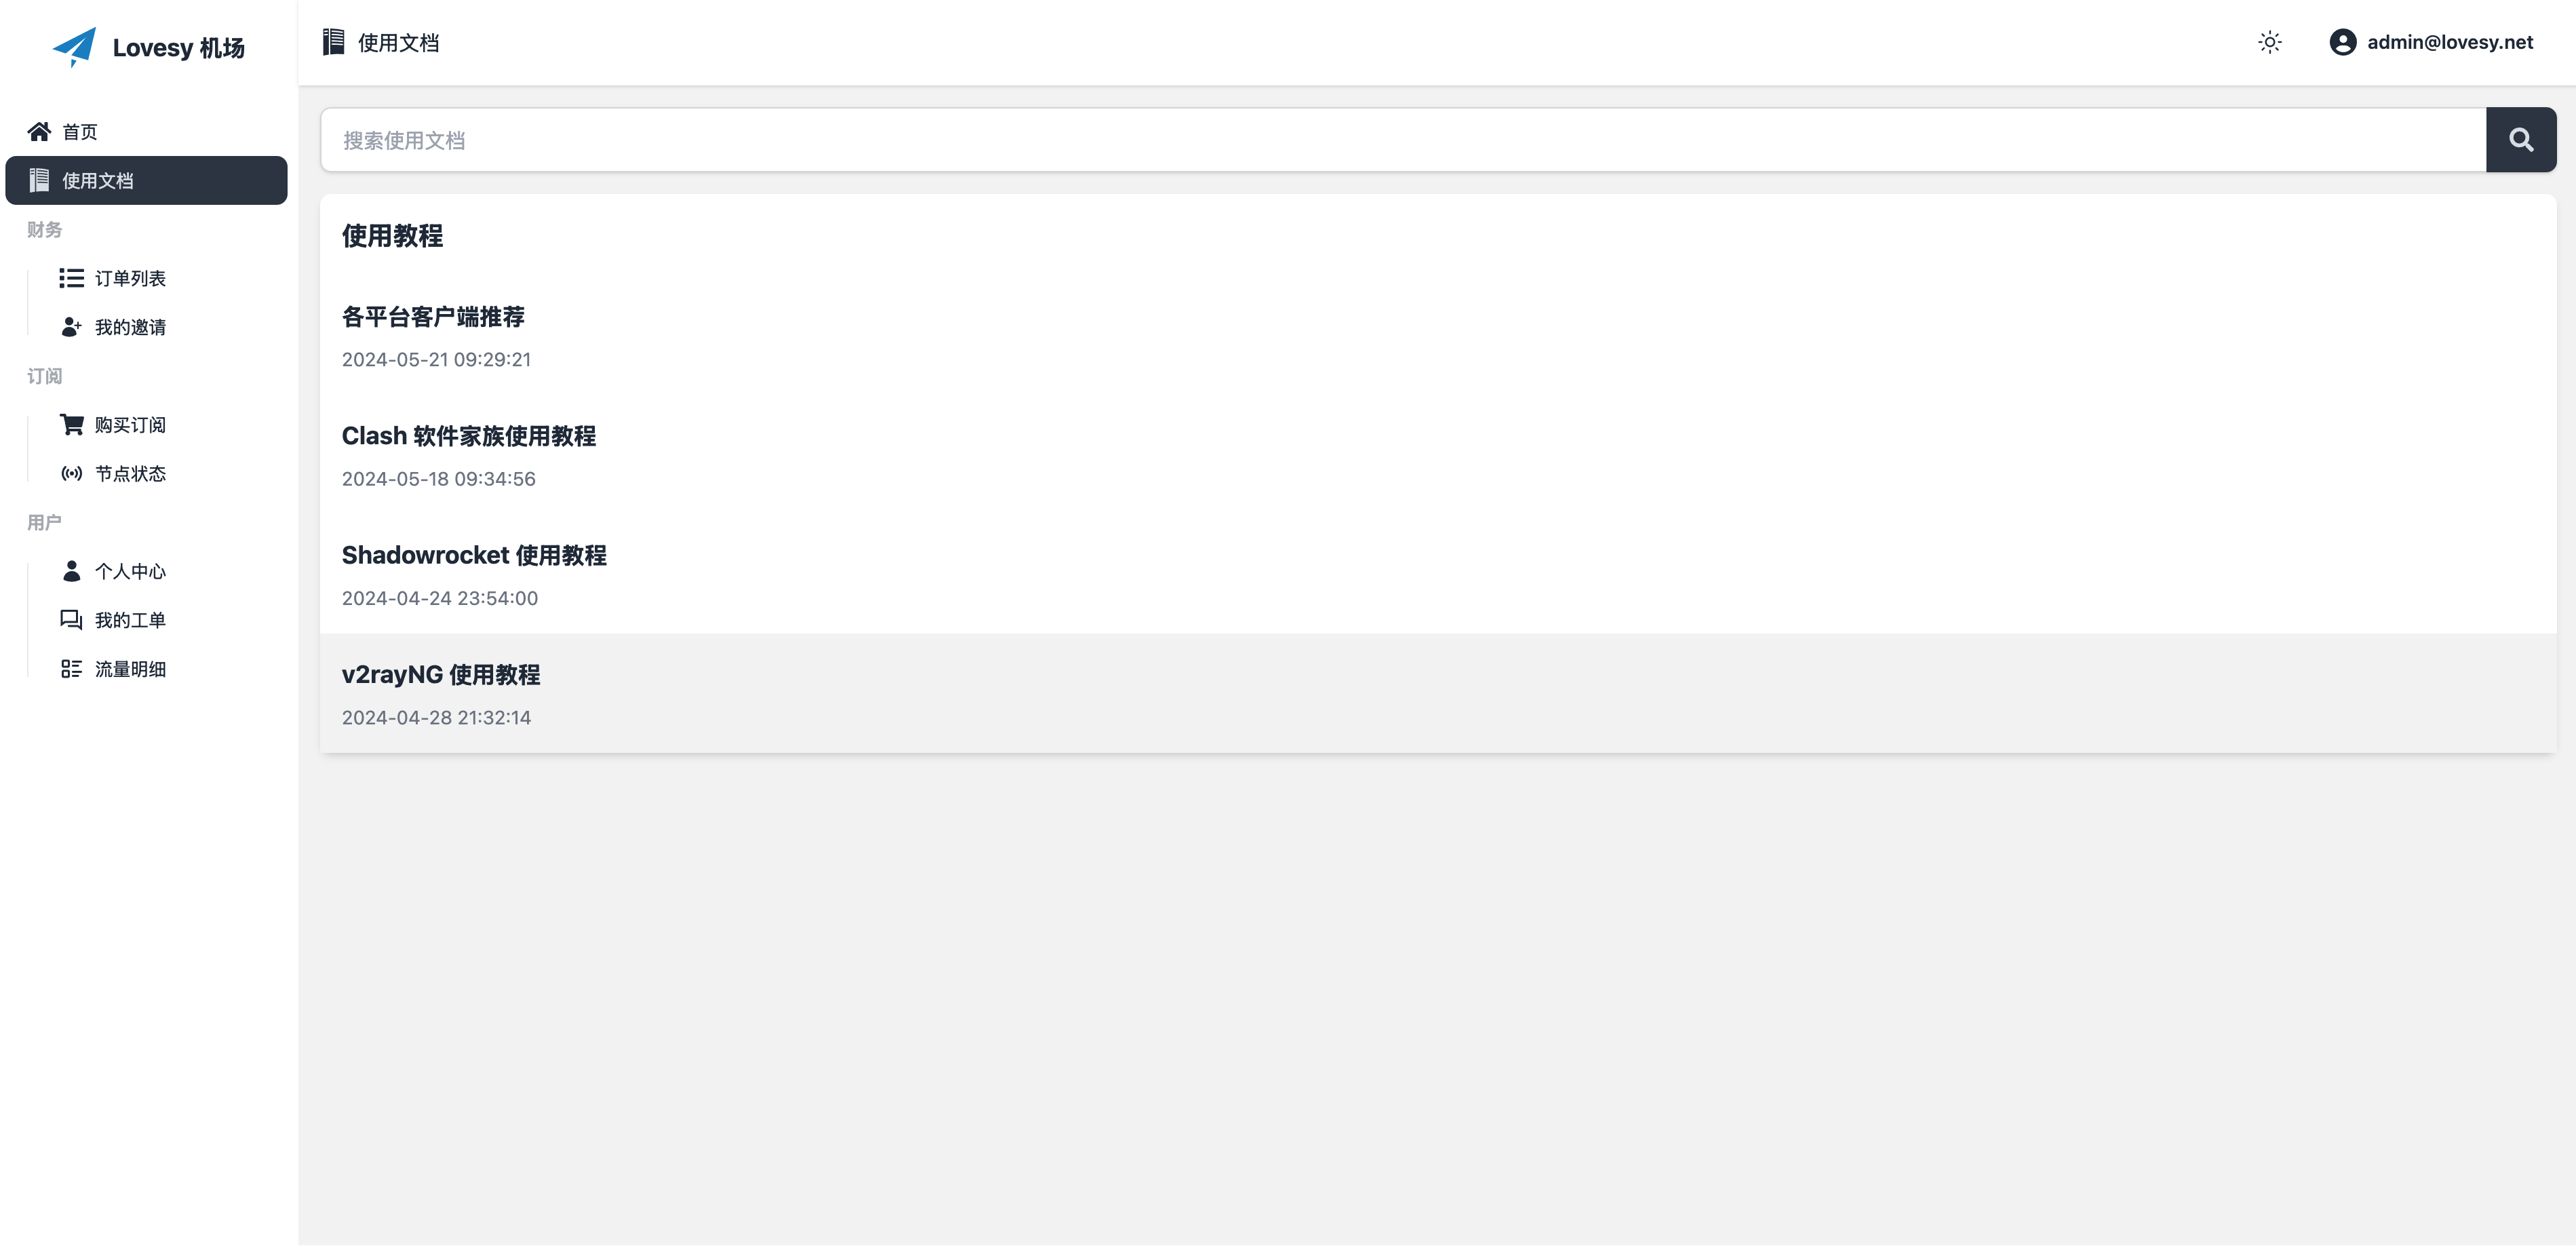 Lovesy 机场
首页
使用文档
财务
订单列表
我的邀请
订阅
购买订阅
节点状态
用户
个人中心
我的工单
流量明细
使用文档
admin@lovesy.net
搜索使用文档
使用教程
各平台客户端推荐
2024-05-21 09:29:21
Clash 软件家族使用教程
2024-05-18 09:34:56
Shadowrocket 使用教程
2024-04-24 23:54:00
v2rayNG 使用教程
2024-04-28 21:32:14